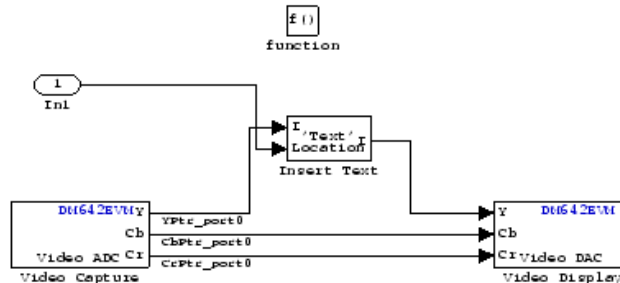 f()
function
1
In1
I
'Text' I
Location
Insert Text
DM642EVM Y
YPtr_port0
Cb
CbPtr_port0
Video ADC Cr
CrPtr_port0
Video Capture
Y DM642EVM
Cb
Cr Video DAC
Video Display